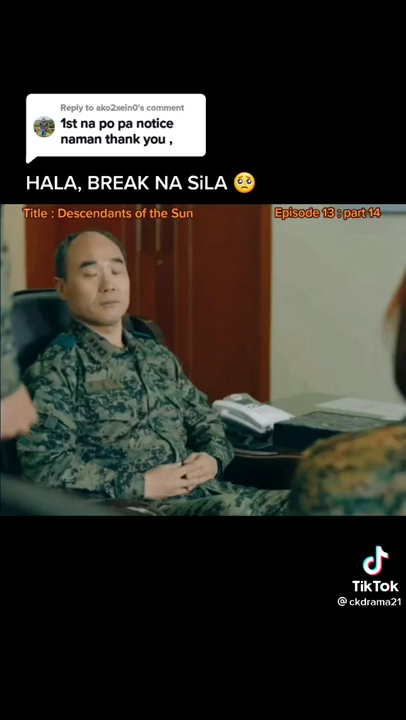 Reply to ako2xein0's comment
1st na po pa notice
naman thank you ,
HALA, BREAK NA SiLA 🥺
Title : Descendants of the Sun
Episode 13 : part 14
TikTok
@ckdrama21